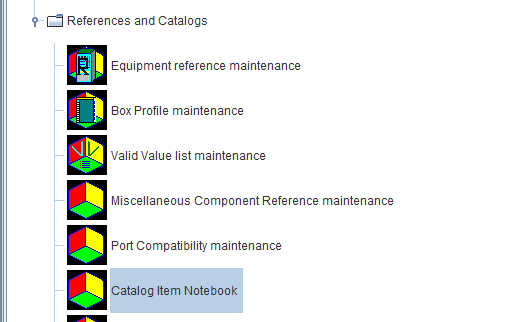 References and Catalogs
Equipment reference maintenance
Box Profile maintenance
Valid Value list maintenance
Miscellaneous Component Reference maintenance
Port Compatibility maintenance
Catalog Item Notebook